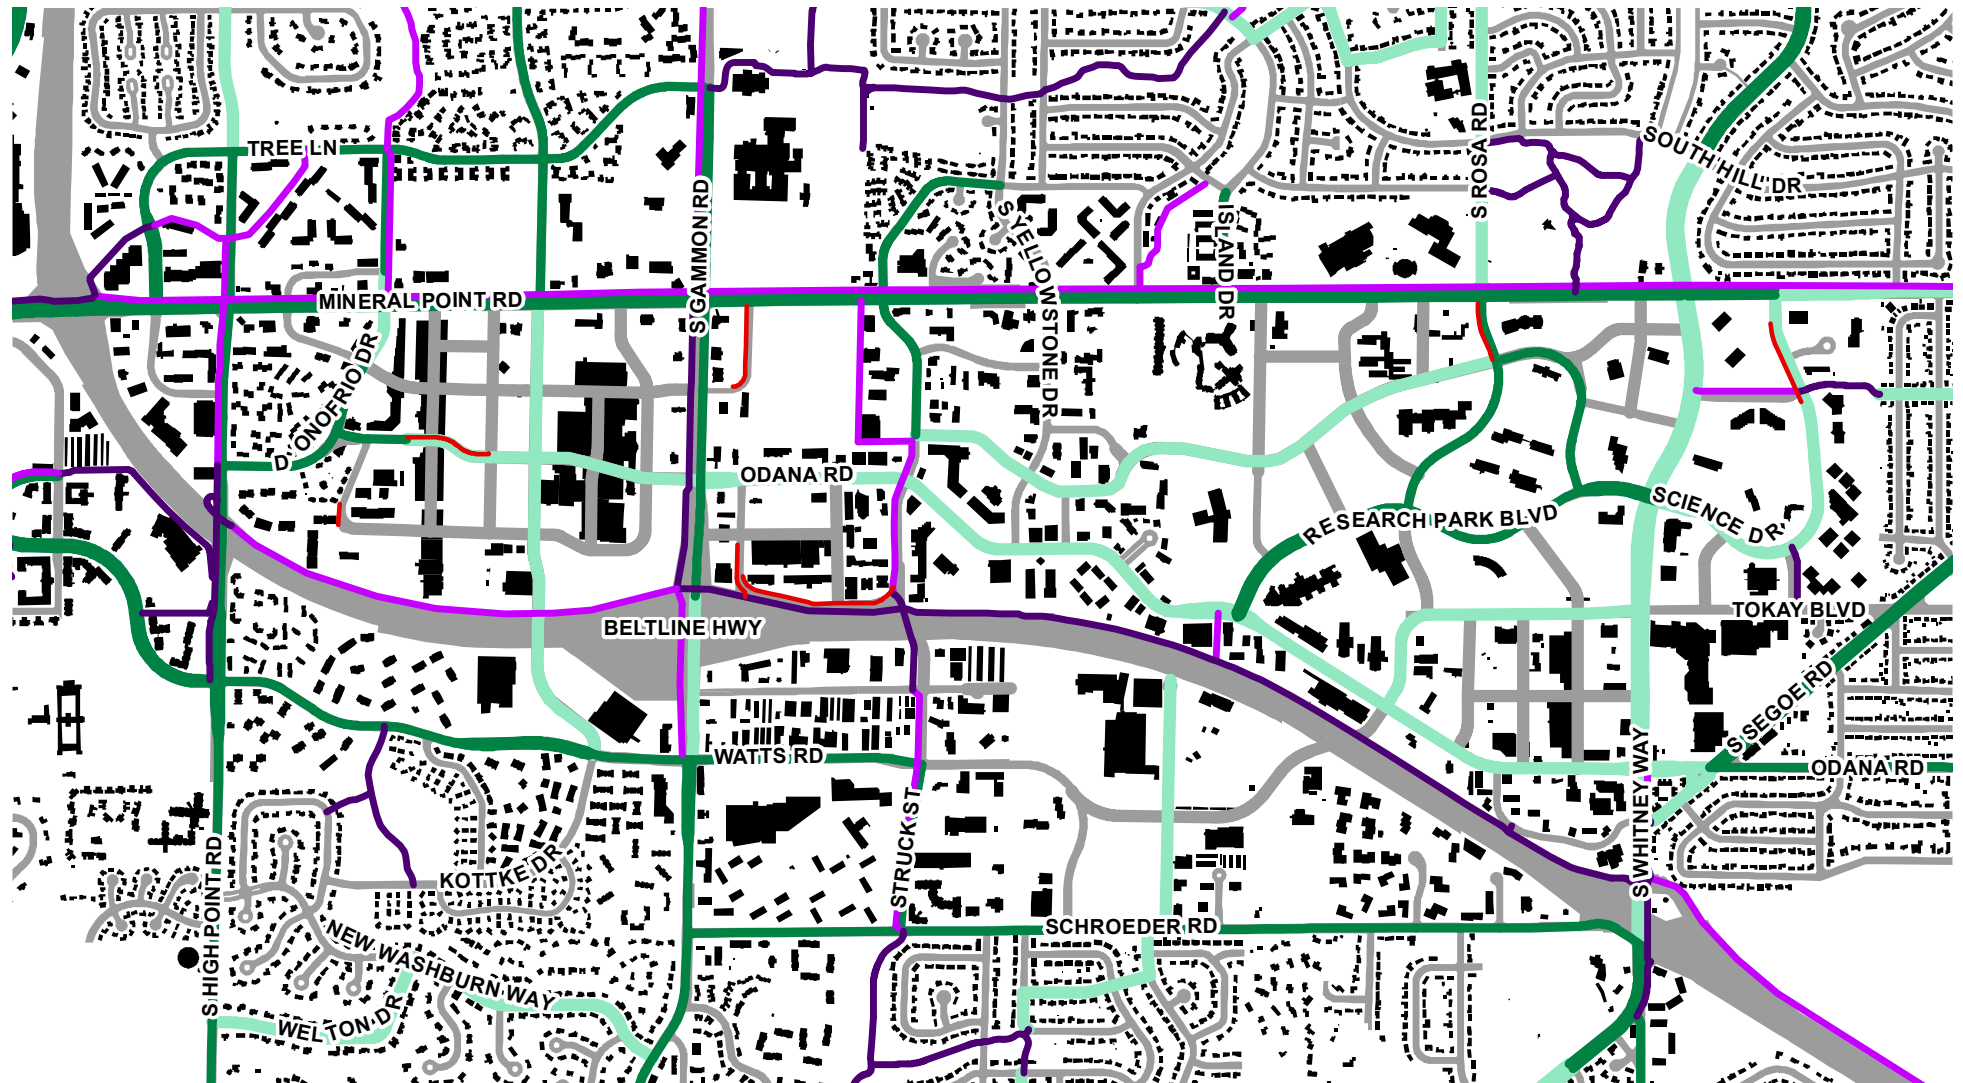 TREE LN
SOUTH HILL DR
S ROSA RD
S GAMMON RD
S YELLOWSTONE DR
ISLAND DR
MINERAL POINT RD
D'ONOFRIO DR
ODANA RD
RESEARCH PARK BLVD
SCIENCE DR
TOKAY BLVD
BELTLINE HWY
S SEGOE RD
WATTS RD
ODANA RD
S WHITNEY WAY
STRUCK ST
S HIGH POINT RD
KOTTKE DR
SCHROEDER RD
NEW WASHBURN WAY
WELTON DR